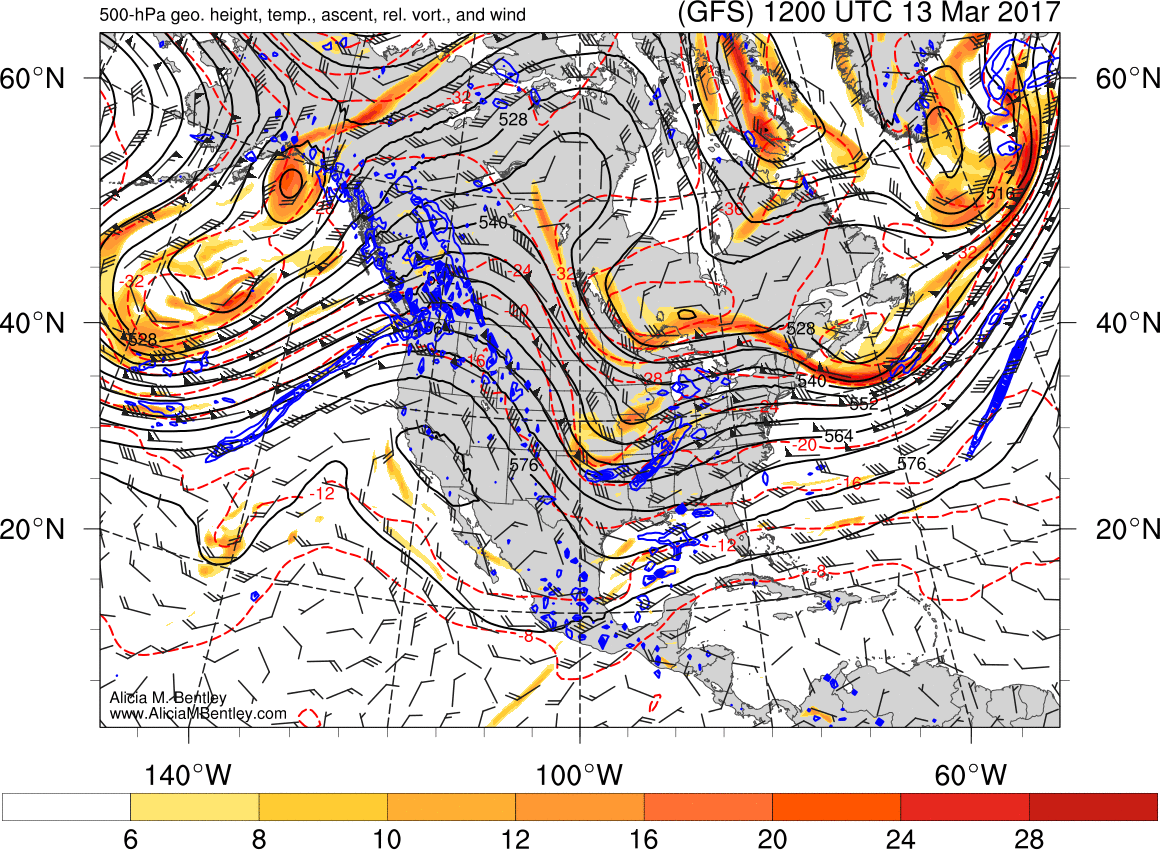 500-hPa geo. height, temp., ascent, rel. vort., and wind
(GFS) 1200 UTC 13 Mar 2017
60°N
60°N
-32
528
516
-36
540
-24
32
32
-32
40°N
40°N
528
528
16
-28
540
552
24
564
-20
576
576
-16
-12
20°N
20°N
-12
-8
-8
Alicia M. Bentley
www.AliciaMBentley.com
140°W
100°W
60°W
6
8
10
12
16
20
24
28